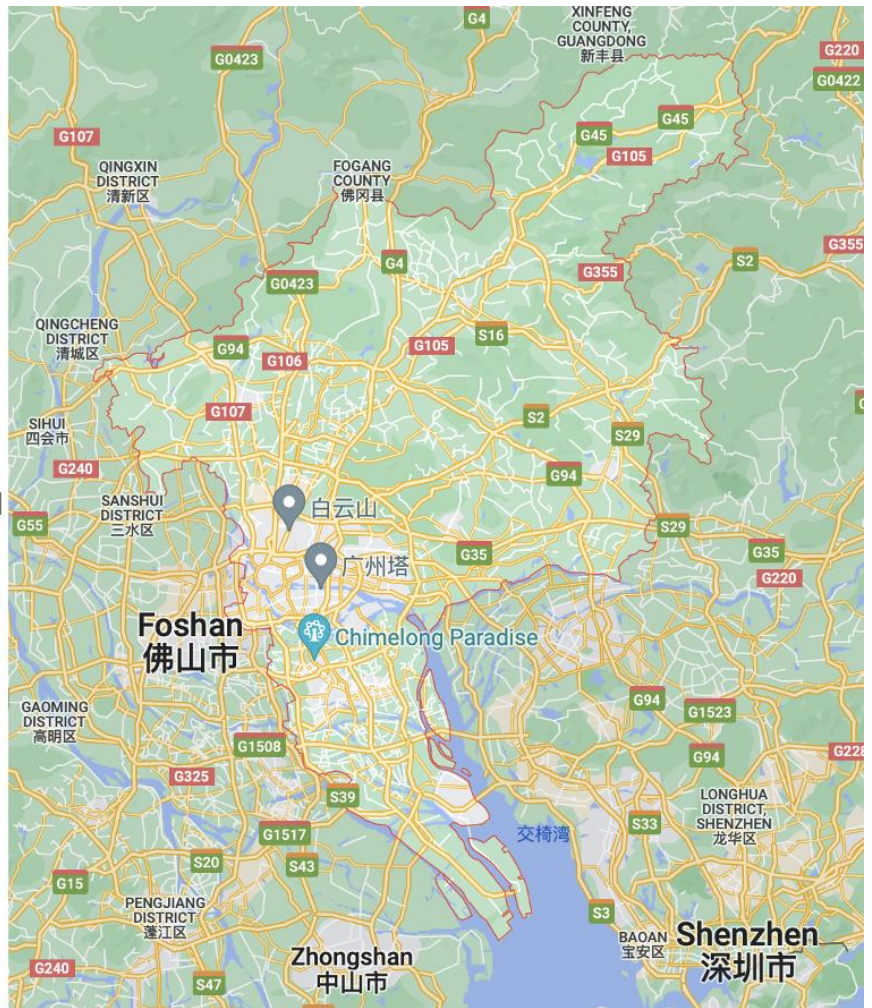 G4
XINFENG
COUNTY,
GUANGDONG
新丰县
G220
G0423
G0422
G45
G45
G107
G105
QINGXIN
DISTRICT
清新区
FOGANG
COUNTY
佛冈县
G355
G4
S2
G355
G0423
QINGCHENG
DISTRICT
清城区
S16
G94
G105
G106
G107
S2
SIHUI
四会市
S29
G240
G94
SANSHUI
DISTRICT
三水区
白云山
G55
S29
G35
G35
广州塔
G220
Foshan
佛山市
Chimelong Paradise
GAOMING
DISTRICT
高明区
G94
G1523
G1508
G94
G228
G325
S39
LONGHUA
DISTRICT,
SHENZHEN
龙华区
G1517
交椅湾
S33
S20
S43
G15
PENGJIANG
DISTRICT
蓬江区
S3
BAOAN
宝安区
Shenzhen
深圳市
Zhongshan
中山市
G240
S47